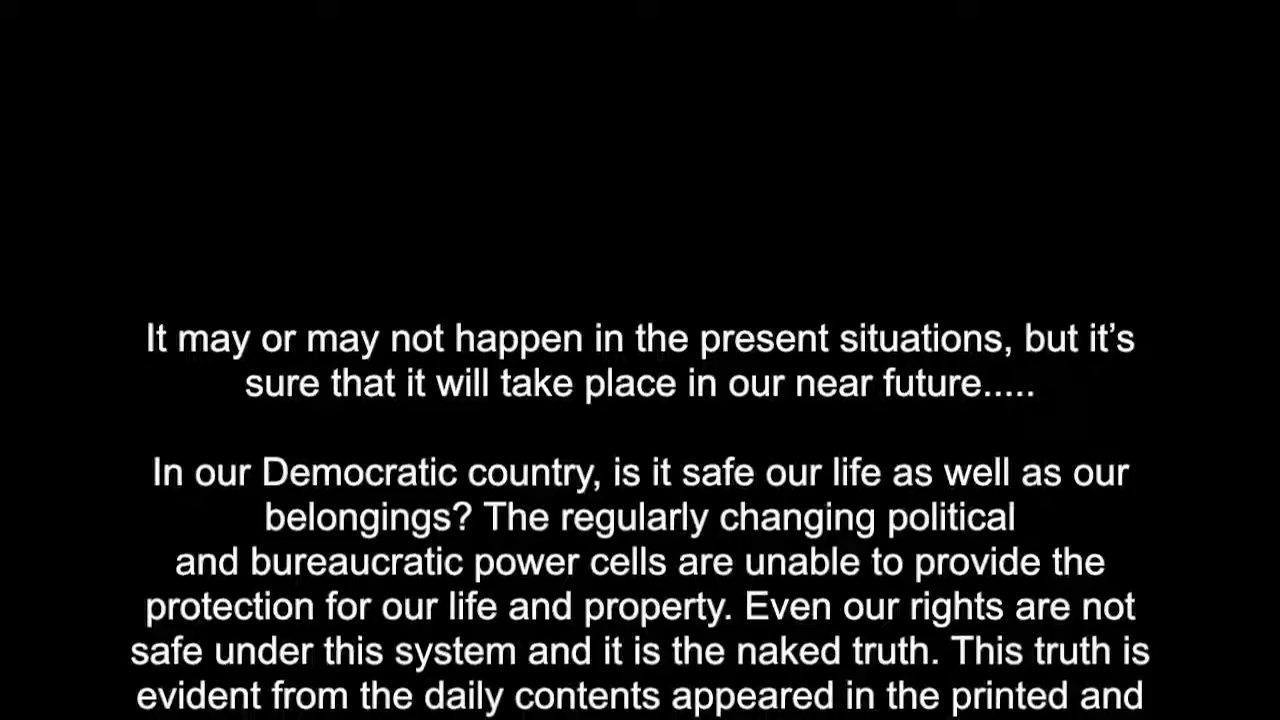 It may or may not happen in the present situations, but it’s
sure that it will take place in our near future.....
In our Democratic country, is it safe our life as well as our
belongings? The regularly changing political
and bureaucratic power cells are unable to provide the
protection for our life and property. Even our rights are not
safe under this system and it is the naked truth. This truth is
evident from the daily contents appeared in the printed and